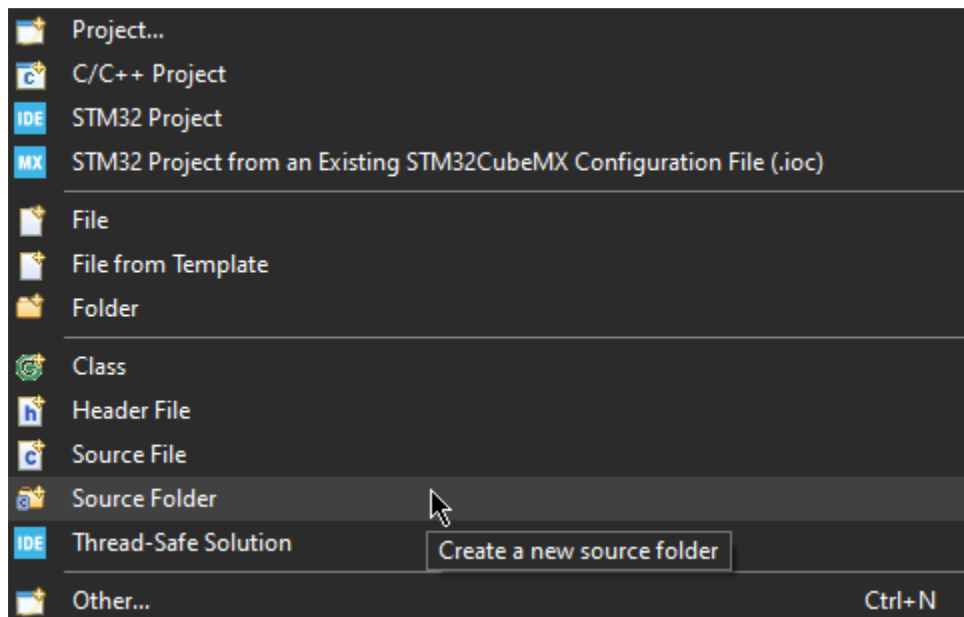 Project...
C/C++ Project
IDE STM32 Project
MX STM32 Project from an Existing STM32CubeMX Configuration File (.ioc)
File
File from Template
Folder
Class
h Header File
c Source File
Source Folder
IDE Thread-Safe Solution
Create a new source folder
Other... Ctrl+N